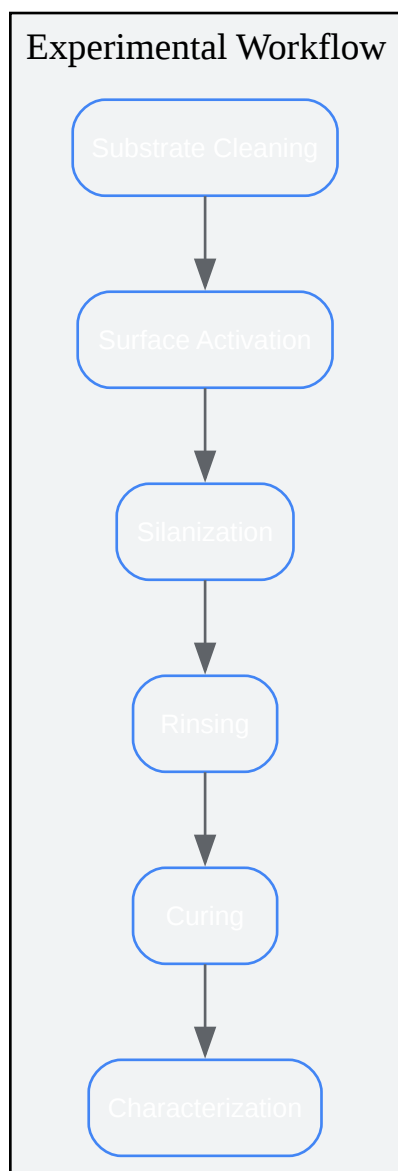 Experimental Workflow
Substrate Cleaning
Surface Activation
Silanization
Rinsing
Curing
Characterization